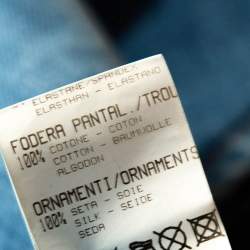 ELASTANE/SPANDEX
ELASTHAN - ELASTANO
FODERA PANTAL./TROU
100% COTONE - COTON
COTTON - BAUMWOLLE
ALGODON
ORNAMENTI/ORNAMENTS
100% SETA - SOIE
SILK - SEIDE
SEDA